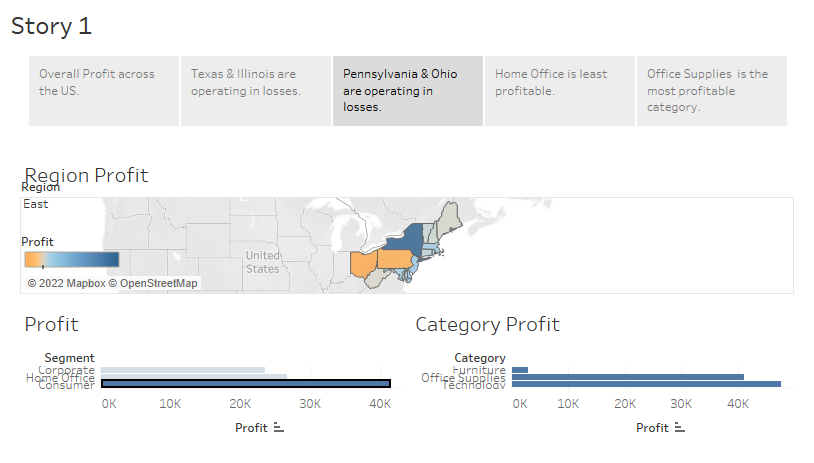 Story 1
Overall Profit across
the US.
Texas & Illinois are
operating in losses.
Pennsylvania & Ohio
are operating in
losses.
Home Office is least
profitable.
Office Supplies is the
most profitable
category.
Region Profit
Region
East
Profit
United
States
© 2022 Mapbox © OpenStreetMap
Profit
Segment
Corporate
Home Office
Consumer
0K 10K 20K 30K 40K
Profit
Category Profit
Category
Furniture
Office Supplies
Technology
0K 10K 20K 30K 40K
Profit